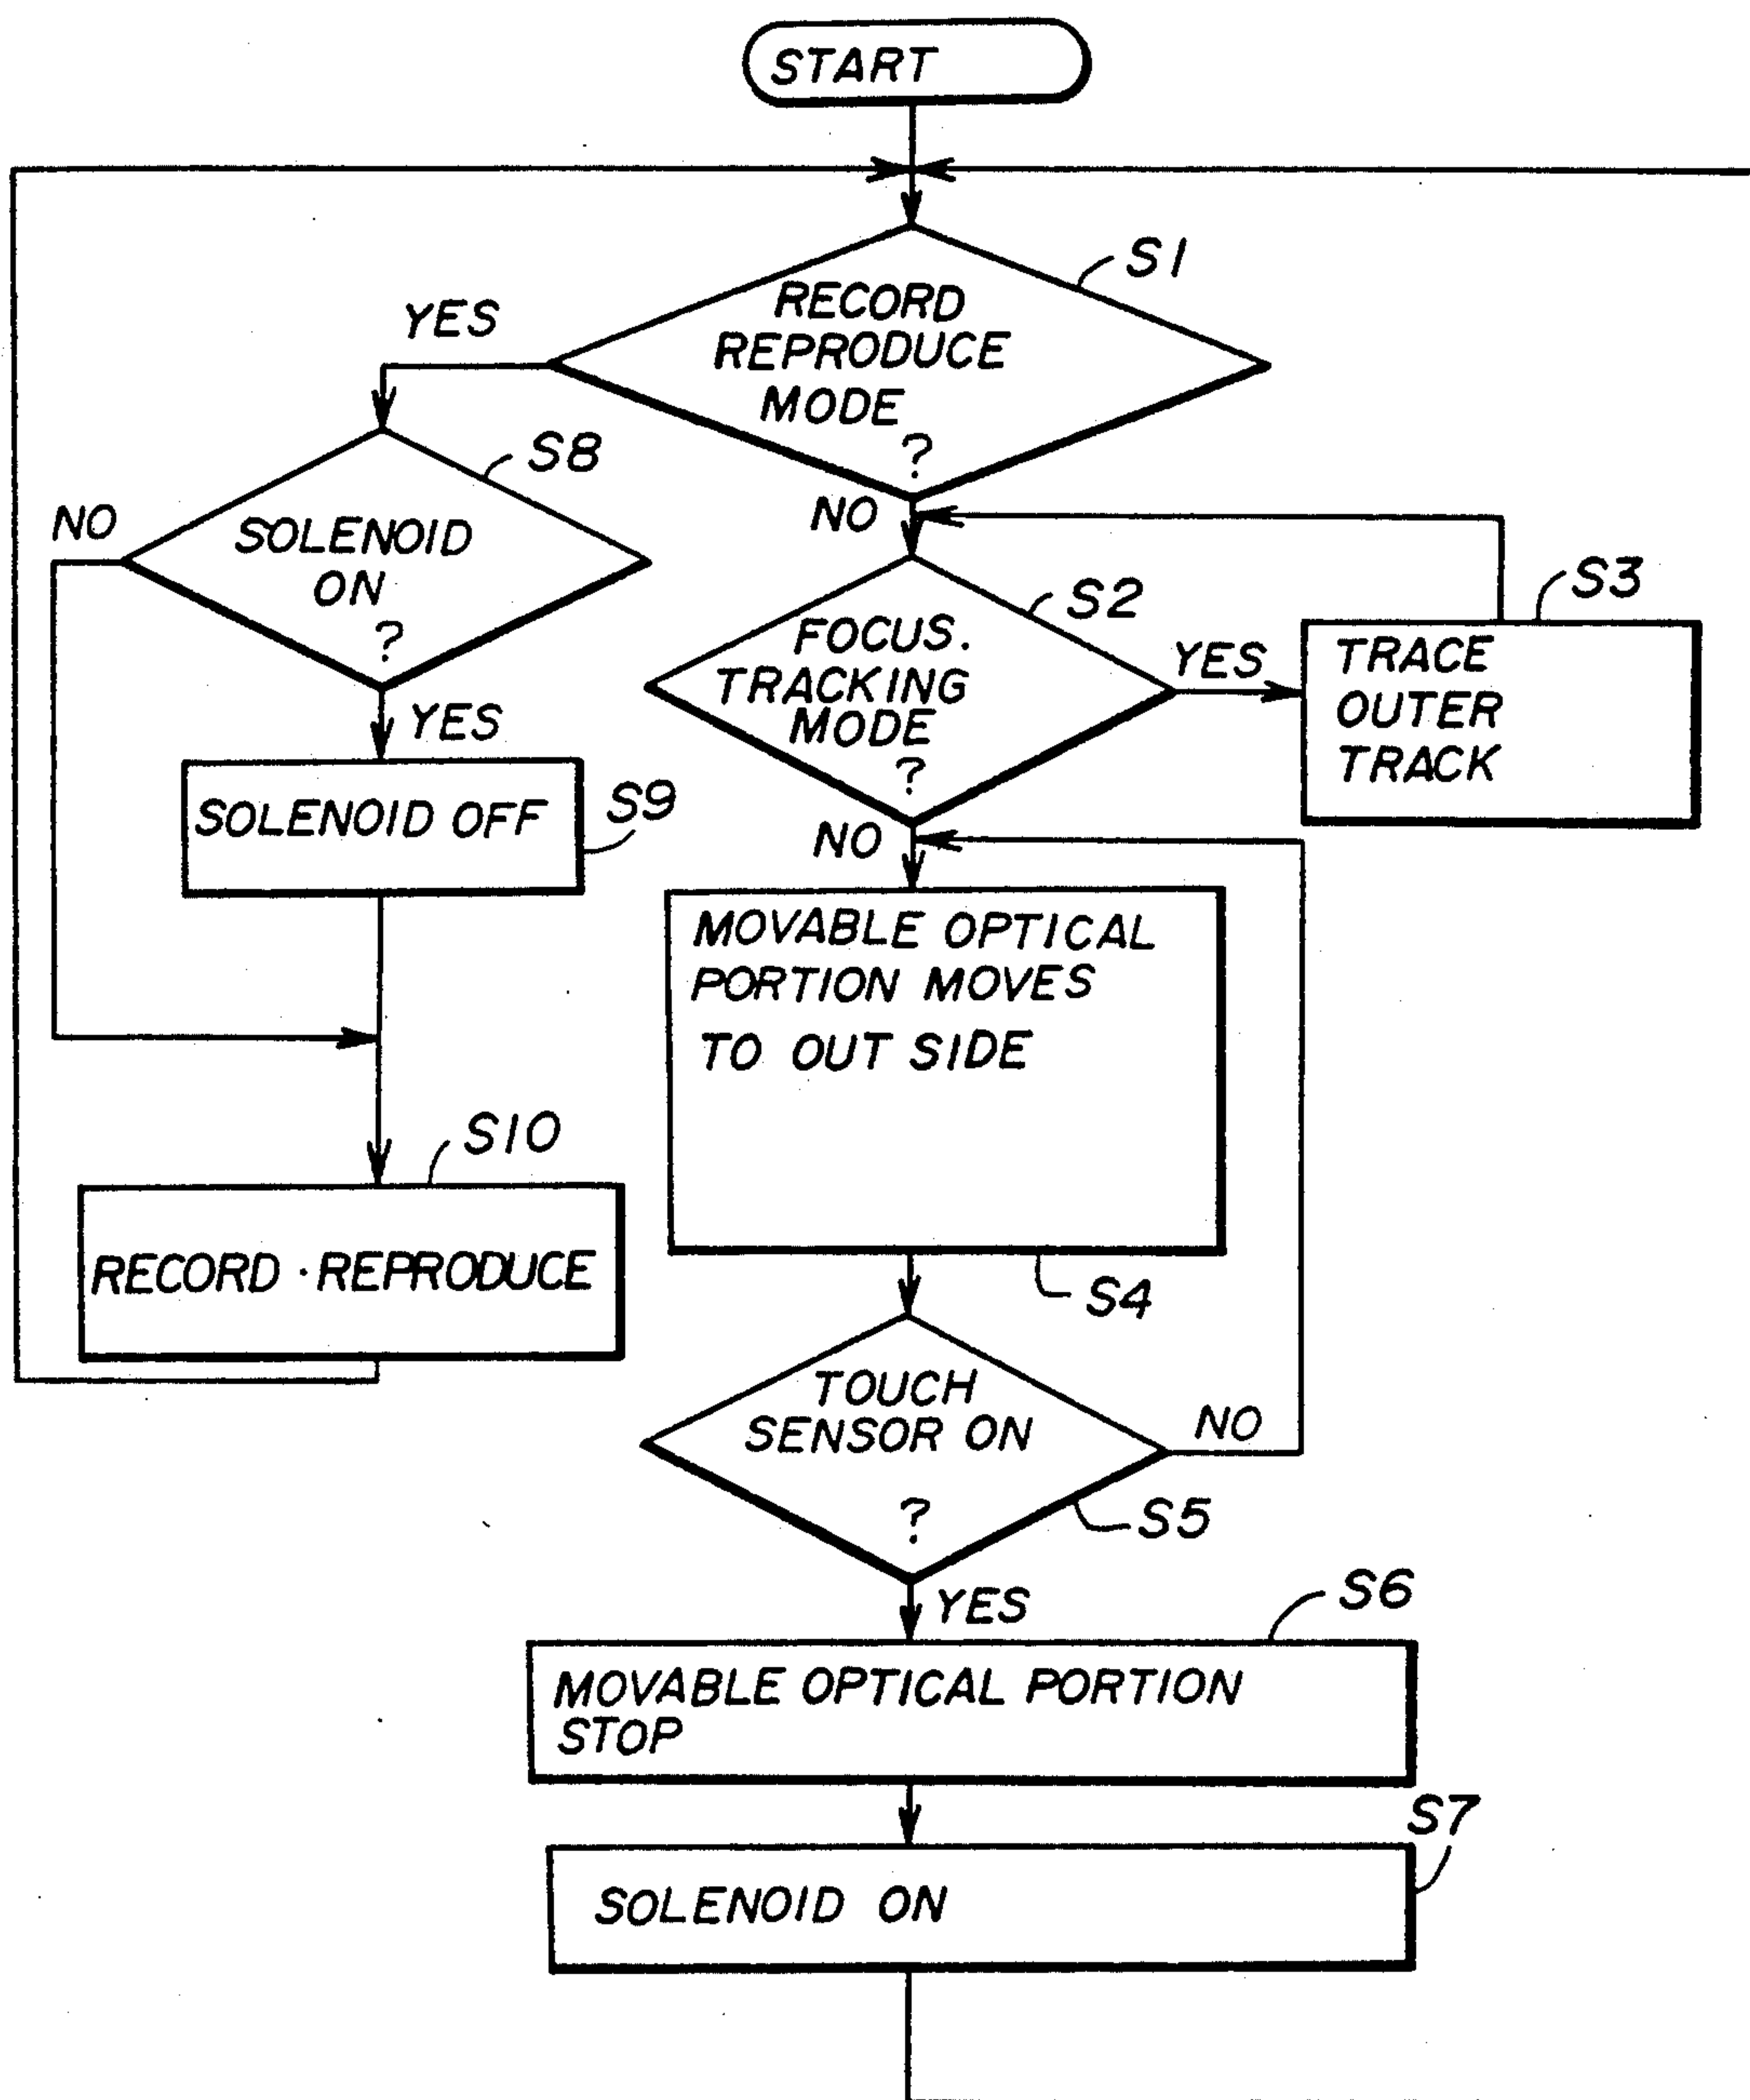 START
S1
RECORD
REPRODUCE
MODE
?
YES
NO
S8
SOLENOID
ON
?
NO
YES
S2
FOCUS.
TRACKING
MODE
?
YES
NO
S3
TRACE
OUTER
TRACK
SOLENOID OFF
S9
MOVABLE OPTICAL
PORTION MOVES
TO OUT SIDE
S4
S10
RECORD · REPRODUCE
TOUCH
SENSOR ON
?
NO
S5
YES
S6
MOVABLE OPTICAL PORTION
STOP
S7
SOLENOID ON